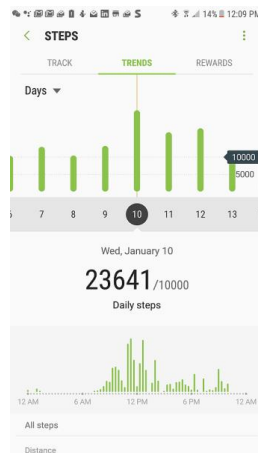 14% 12:09 PM
STEPS
TRACK TRENDS REWARDS
Days
10000
5000
6 7 8 9 10 11 12 13
Wed, January 10
23641/10000
Daily steps
12 AM 6 AM 12 PM 6 PM 12 AM
All steps
Distance